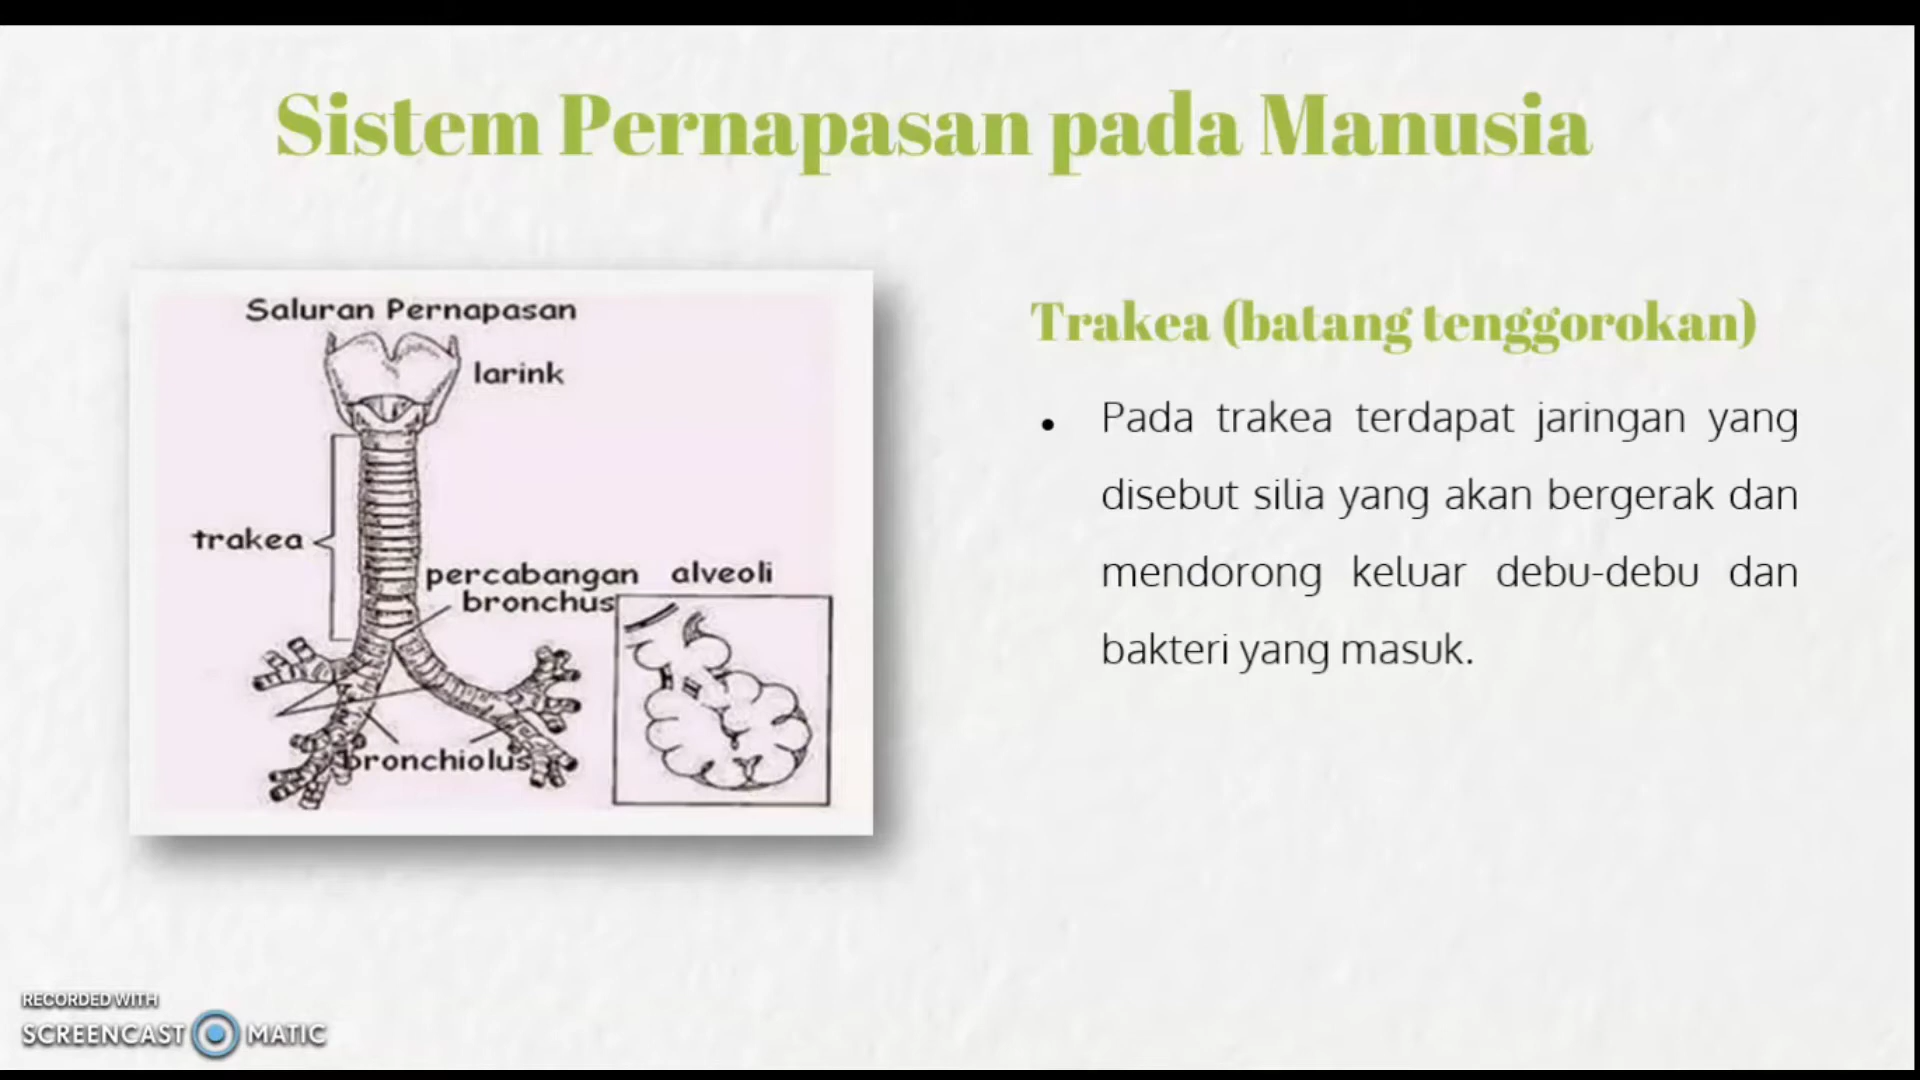 Sistem Pernapasan pada Manusia
Saluran Pernapasan
larink
trakea
percabangan
bronchus
alveoli
bronchiolus
Trakea (batang tenggorokan)
• Pada trakea terdapat jaringan yang
disebut silia yang akan bergerak dan
mendorong keluar debu-debu dan
bakteri yang masuk.
RECORDED WITH
SCREENCAST MATIC